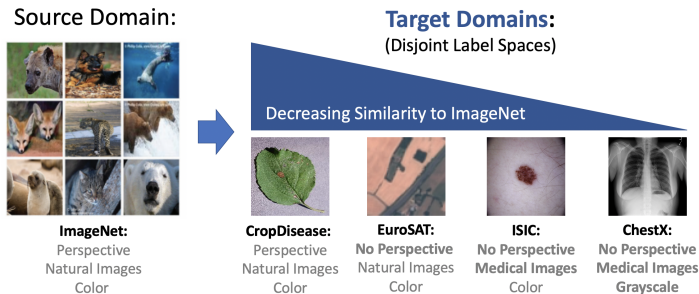 Source Domain:
Target Domains:
(Disjoint Label Spaces)
Decreasing Similarity to ImageNet
ImageNet:
Perspective
Natural Images
Color
CropDisease:
Perspective
Natural Images
Color
EuroSAT:
No Perspective
Natural Images
Color
ISIC:
No Perspective
Medical Images
Color
ChestX:
No Perspective
Medical Images
Grayscale